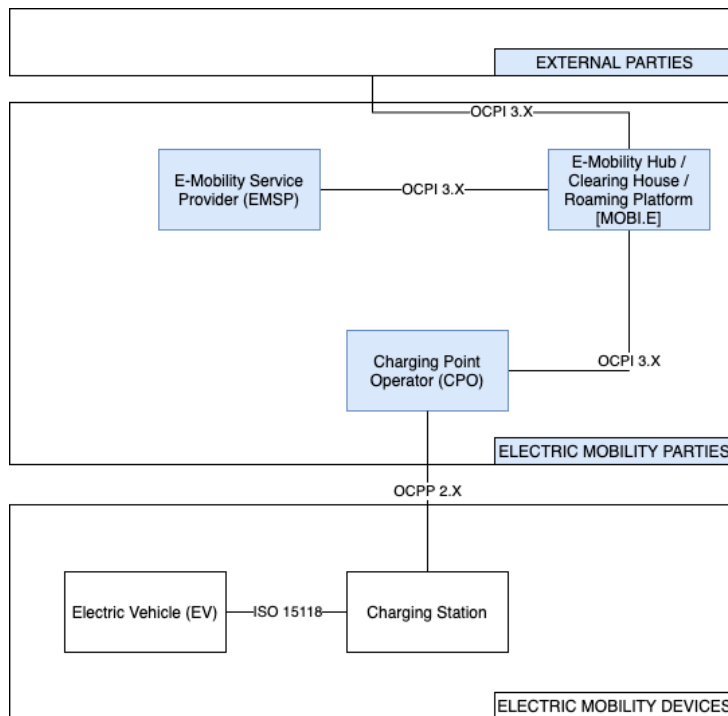 EXTERNAL PARTIES
OCPI 3.X
E-Mobility Service
Provider (EMSP)
OCPI 3.X
E-Mobility Hub /
Clearing House /
Roaming Platform
[MOBI.E]
Charging Point
Operator (CPO)
OCPI 3.X
ELECTRIC MOBILITY PARTIES
OCPP 2.X
Electric Vehicle (EV)
ISO 15118
Charging Station
ELECTRIC MOBILITY DEVICES